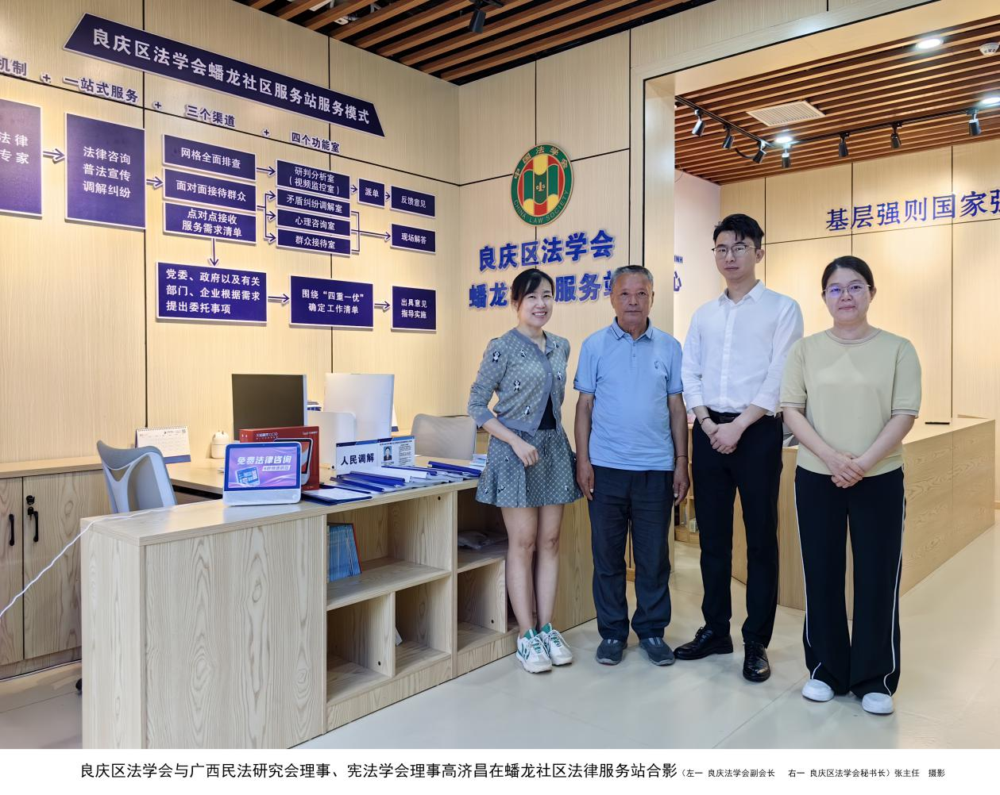 良庆区法学会蟠龙社区服务站服务模式
机制 + 一站式服务 + 三个渠道 + 四个功能室
法律
专家
法律咨询
普法宣传
调解纠纷
网格全面排查
面对面接待群众
点对点接收
服务需求清单
研判分析室
（视频监控室）
矛盾纠纷调解室
心理咨询室
群众接待室
派单
反馈意见
现场解答
党委、政府以及有关
部门、企业根据需求
提出委托事项
围绕“四重一优”
确定工作清单
出具意见
指导实施
中国法学会
CHINA LAW SOCIETY
良庆区法学会
蟠龙 服务站 心
INH
基层强则国家强
免费法律咨询
人民调解
良庆区法学会与广西民法研究会理事、宪法学会理事高济昌在蟠龙社区法律服务站合影（左一 良庆法学会副会长 右一 良庆区法学会秘书长）张主任 摄影